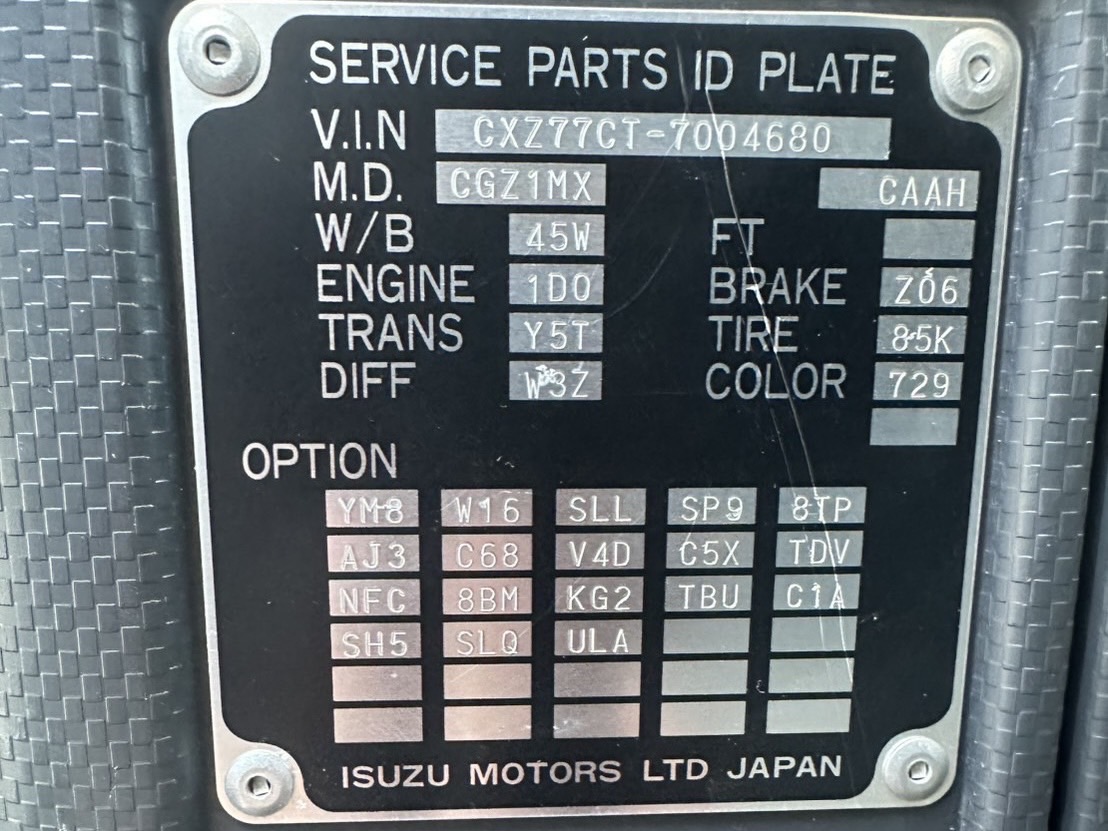 SERVICE PARTS ID PLATE
V.I.N CXZ77CT-7004680
M.D. CGZ1MX CAAH
W/B 45W FT
ENGINE 1D0 BRAKE Z06
TRANS Y5T TIRE 85K
DIFF W3Z COLOR 729
OPTION
YM8 W16 SLL SP9 8TP
AJ3 C68 V4D C5X TDV
NFC 8BM KG2 TBU C1A
SH5 SLQ ULA
ISUZU MOTORS LTD JAPAN